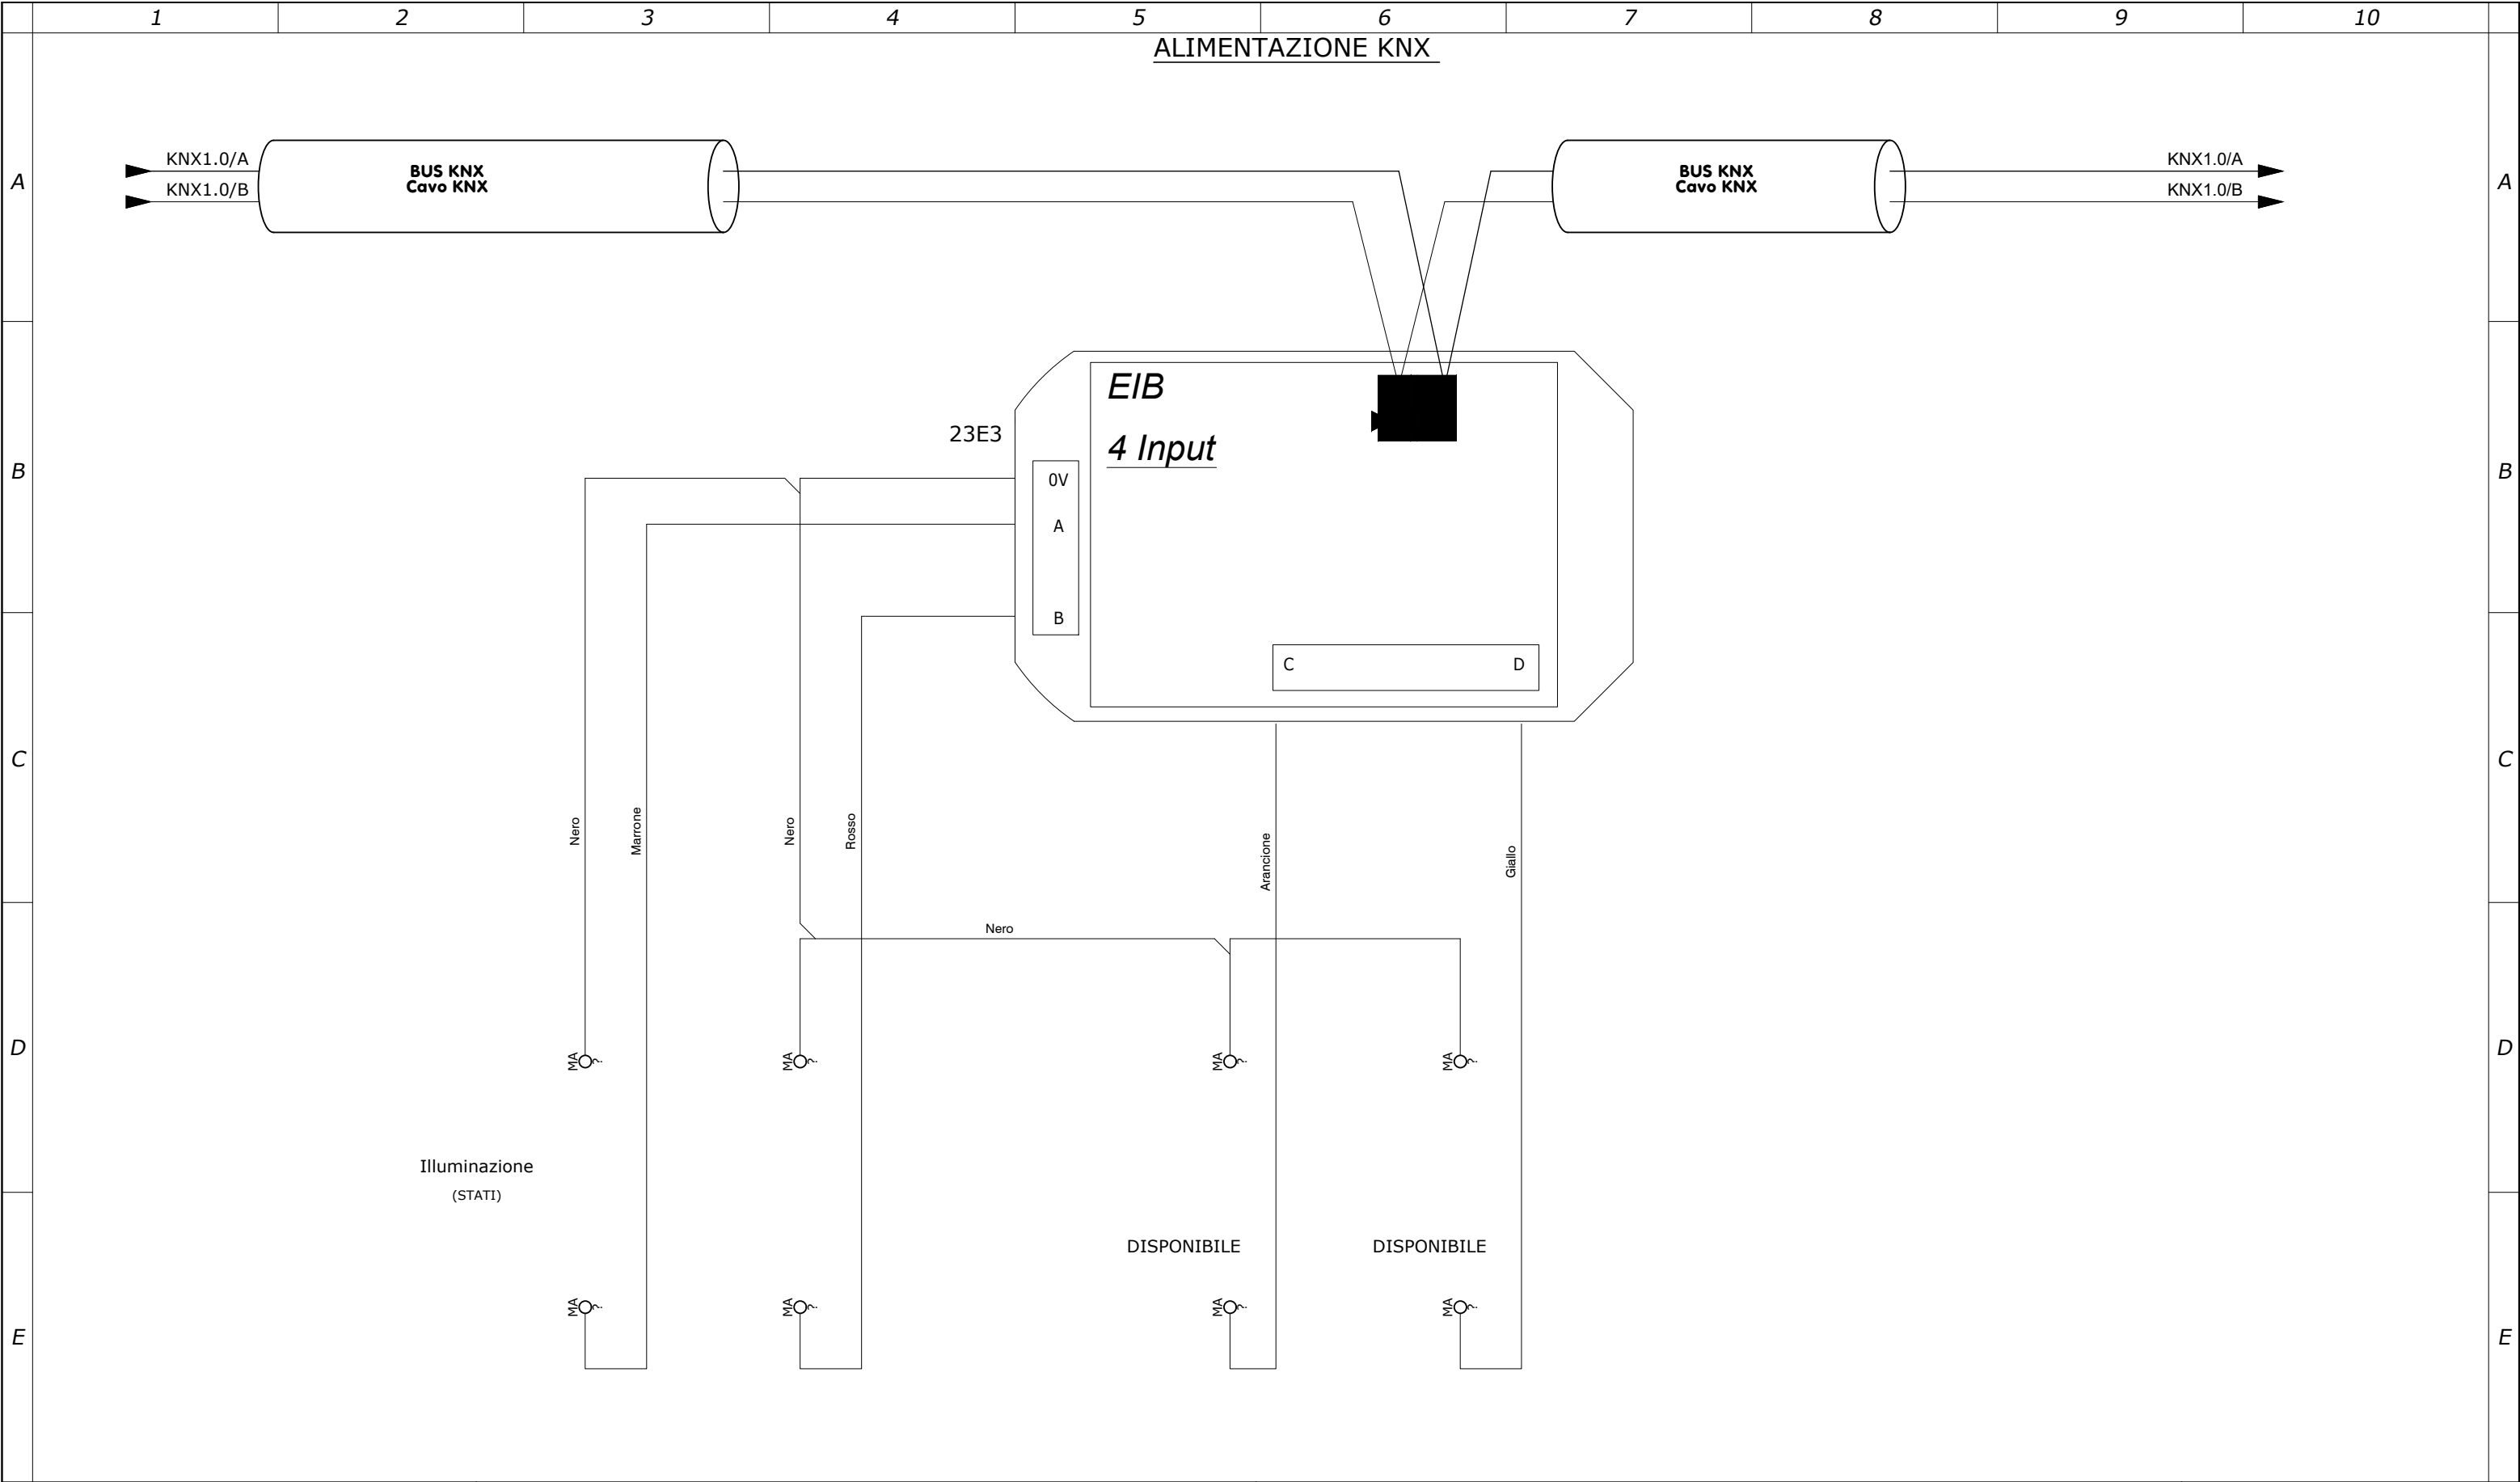 1 2 3 4 5 6 7 8 9 10
ALIMENTAZIONE KNX
KNX1.0/A
KNX1.0/B
BUS KNX
Cavo KNX
BUS KNX
Cavo KNX
KNX1.0/A
KNX1.0/B
A
A
EIB
4 Input
23E3
0V
A
B
C
D
B
B
Nero
Marrone
Nero
Rosso
Arancione
Giallo
C
C
Nero
MA ?
MA ?
MA ?
MA ?
D
D
Illuminazione
(STATI)
DISPONIBILE
DISPONIBILE
MA ?
MA ?
MA ?
MA ?
E
E